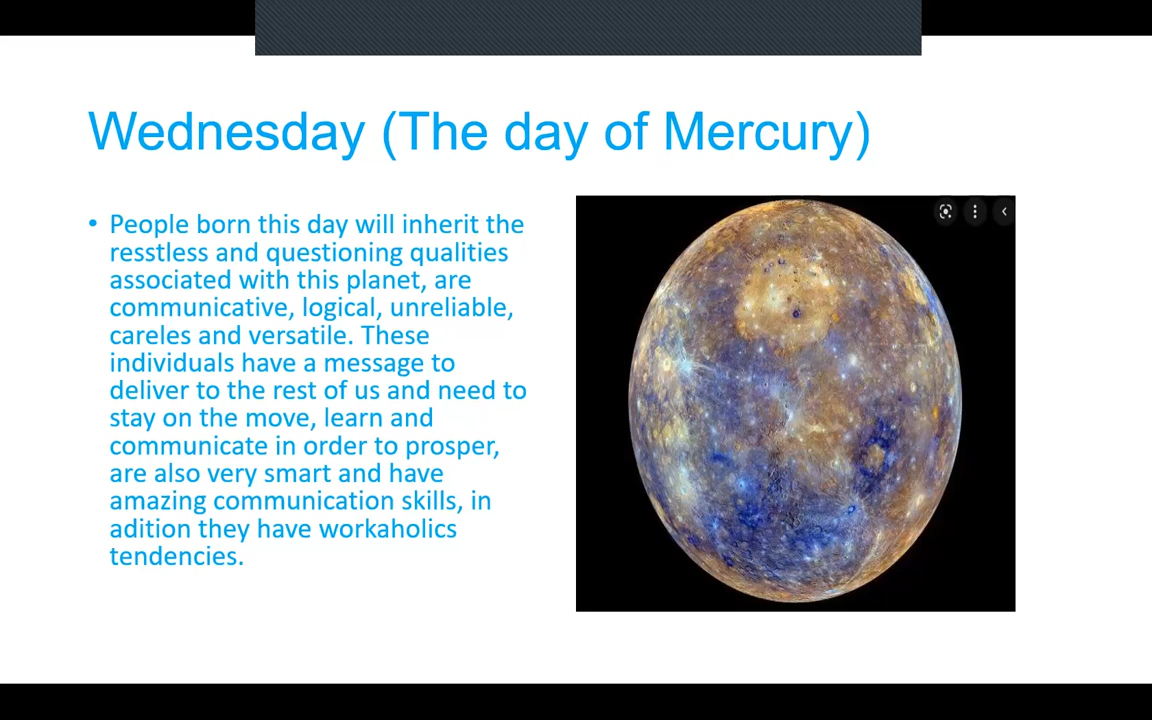 Wednesday (The day of Mercury)
• People born this day will inherit the
resstless and questioning qualities
associated with this planet, are
communicative, logical, unreliable,
careles and versatile. These
individuals have a message to
deliver to the rest of us and need to
stay on the move, learn and
communicate in order to prosper,
are also very smart and have
amazing communication skills, in
adition they have workaholics
tendencies.